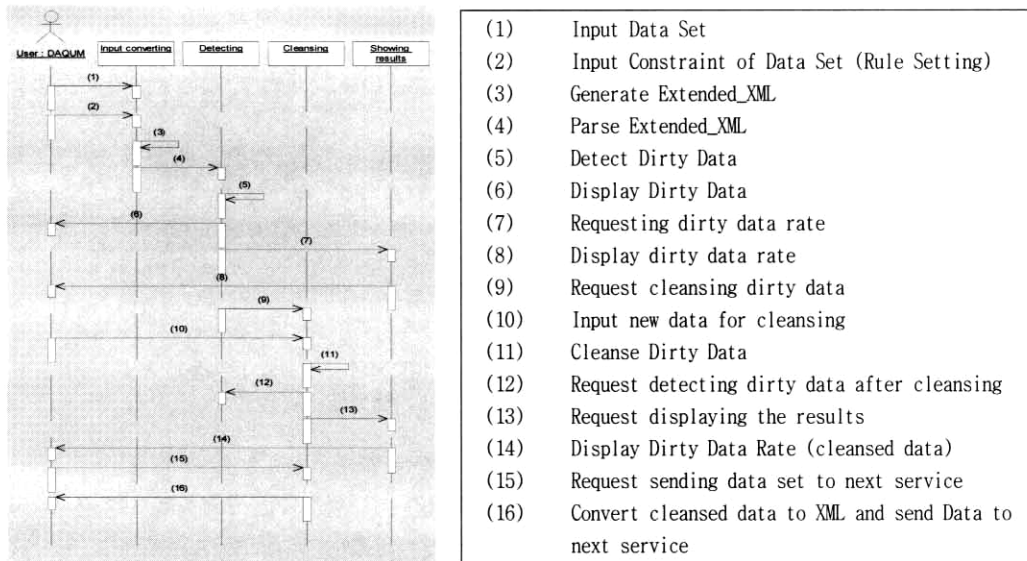 User : DAQUM
Input converting
Detecting
Cleansing
Showing
results
(1)
(2)
(3)
(4)
(5)
(6)
(7)
(8)
(9)
(10)
(11)
(12)
(13)
(14)
(15)
(16)
(1) Input Data Set
(2) Input Constraint of Data Set (Rule Setting)
(3) Generate Extended_XML
(4) Parse Extended_XML
(5) Detect Dirty Data
(6) Display Dirty Data
(7) Requesting dirty data rate
(8) Display dirty data rate
(9) Request cleansing dirty data
(10) Input new data for cleansing
(11) Cleanse Dirty Data
(12) Request detecting dirty data after cleansing
(13) Request displaying the results
(14) Display Dirty Data Rate (cleansed data)
(15) Request sending data set to next service
(16) Convert cleansed data to XML and send Data to
next service